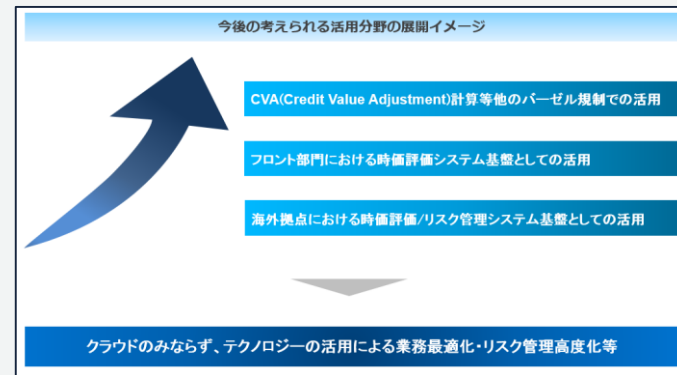 今後の考えられる活用分野の展開イメージ
CVA(Credit Value Adjustment)計算等他のバーゼル規制での活用
フロント部門における時価評価システム基盤としての活用
海外拠点における時価評価/リスク管理システム基盤としての活用
クラウドのみならず、テクノロジーの活用による業務最適化・リスク管理高度化等